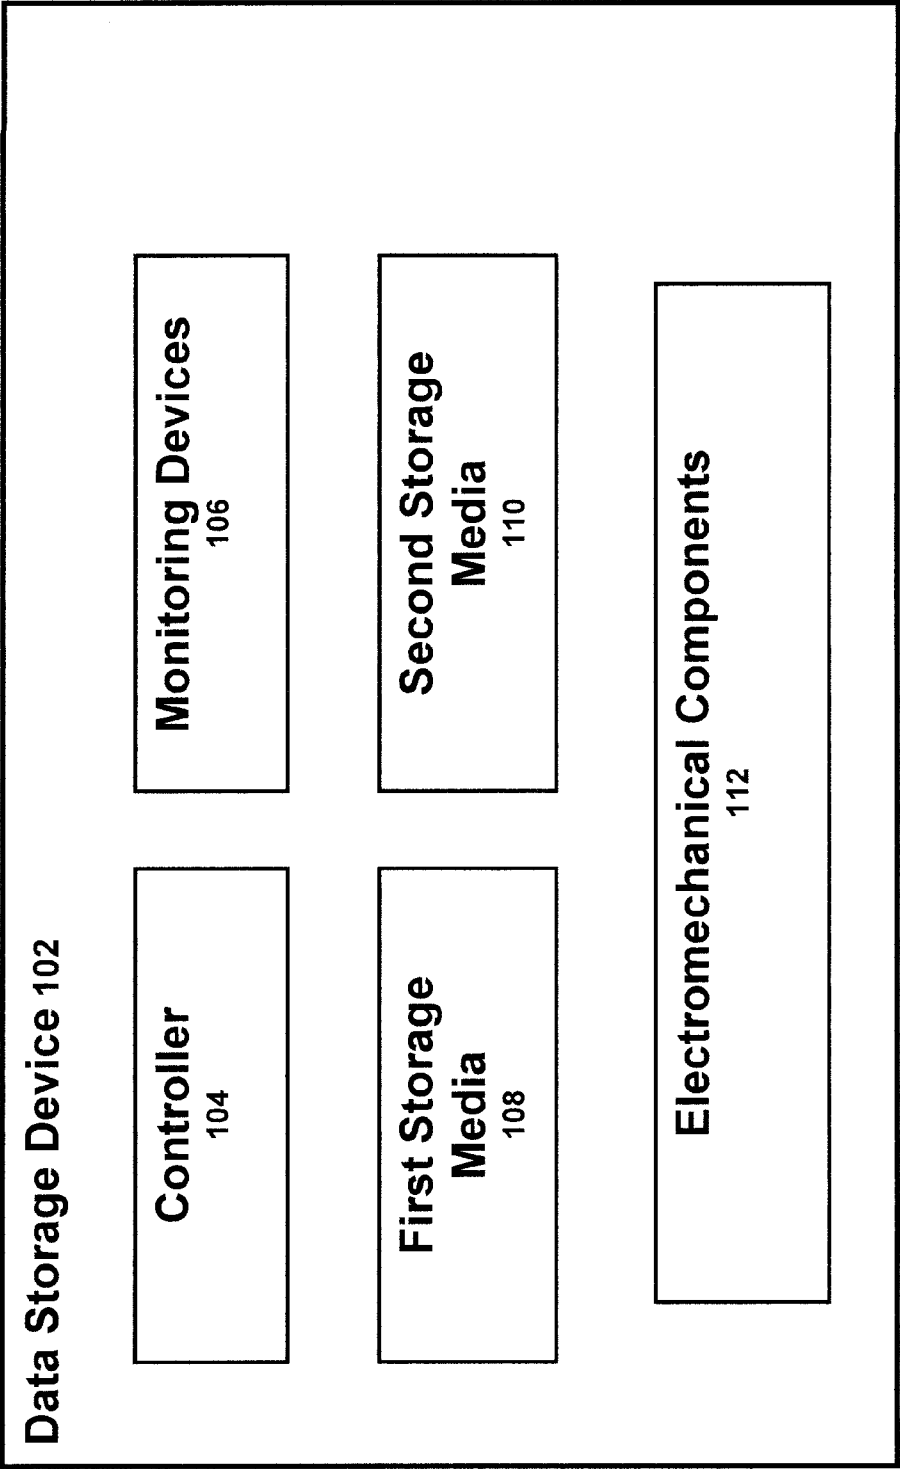 Data Storage Device 102
Controller
104
Monitoring Devices
106
First Storage
Media
108
Second Storage
Media
110
Electromechanical Components
112